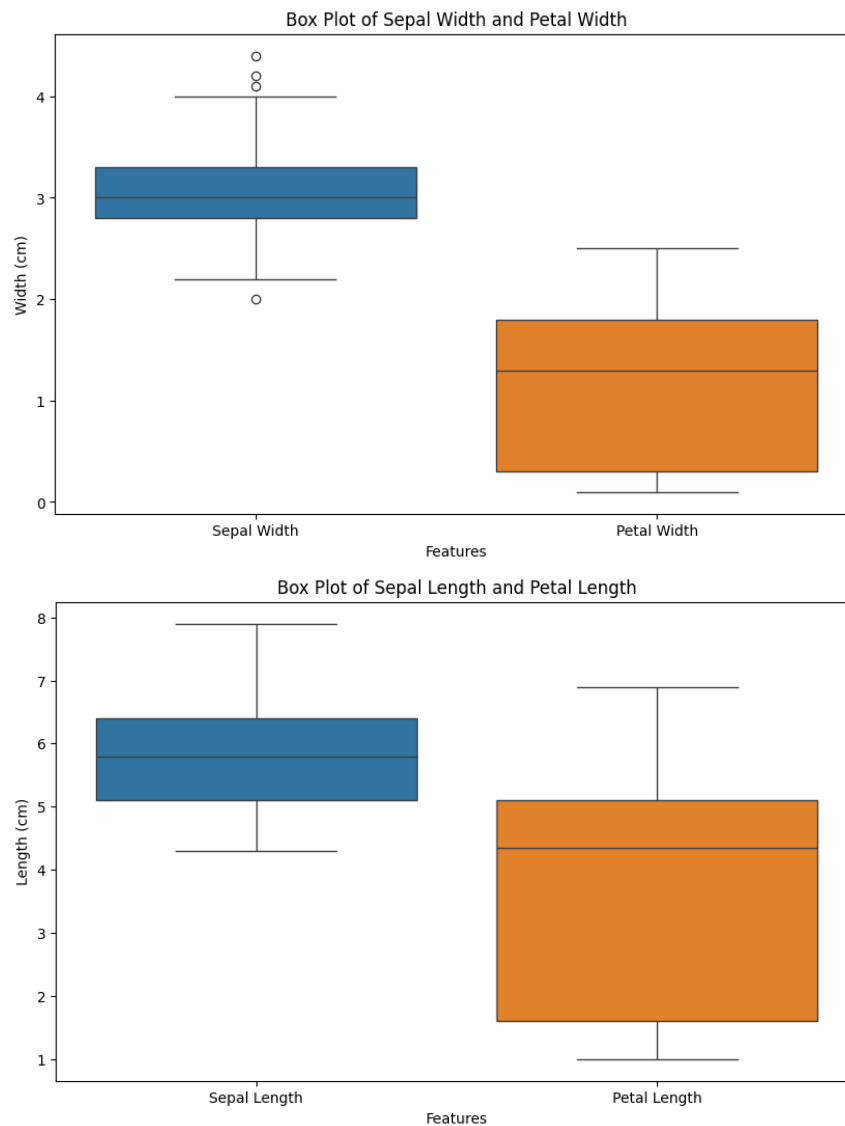 Box Plot of Sepal Width and Petal Width
4
3
2
1
0
Width (cm)
Sepal Width Petal Width
Features
Box Plot of Sepal Length and Petal Length
8
7
6
5
4
3
2
1
Length (cm)
Sepal Length Petal Length
Features